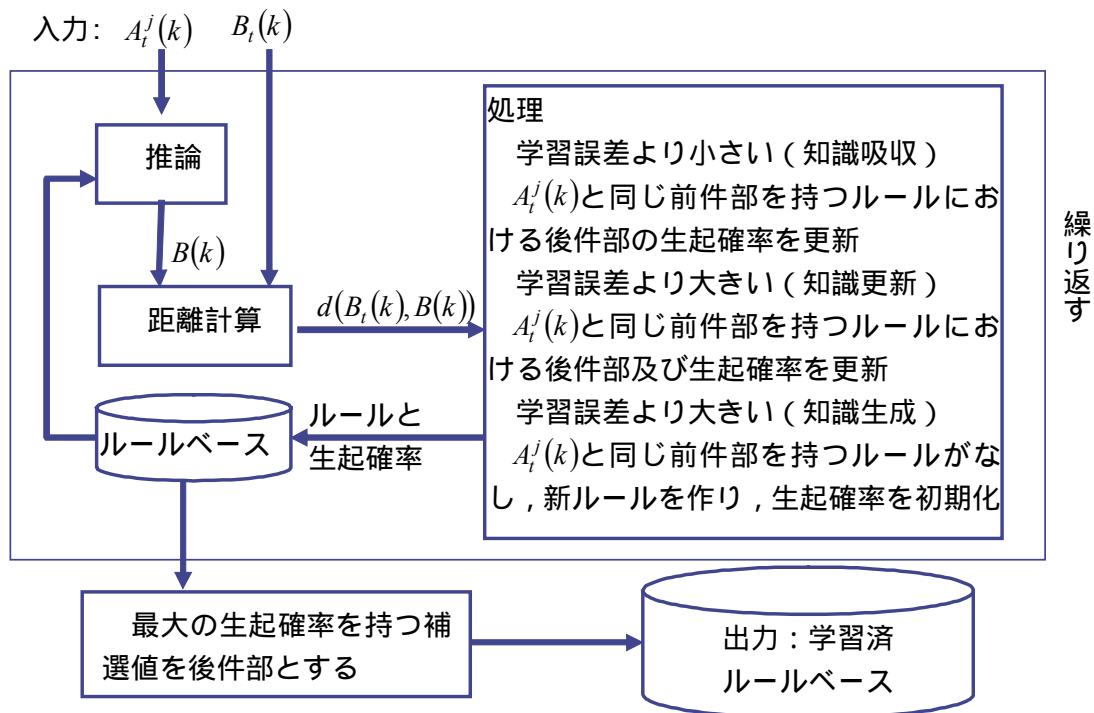 入力： $A_t^j(k)$ $B_t(k)$
推論
$B(k)$
距離計算
$d(B_t(k), B(k))$
ルールベース
ルールと
生起確率
処理
学習誤差より小さい（知識吸収）
$A_t^j(k)$と同じ前件部を持つルールにお
ける後件部の生起確率を更新
学習誤差より大きい（知識更新）
$A_t^j(k)$と同じ前件部を持つルールにお
ける後件部及び生起確率を更新
学習誤差より大きい（知識生成）
$A_t^j(k)$と同じ前件部を持つルールがな
し，新ルールを作り，生起確率を初期化
繰り返す
最大の生起確率を持つ補
選値を後件部とする
出力：学習済
ルールベース